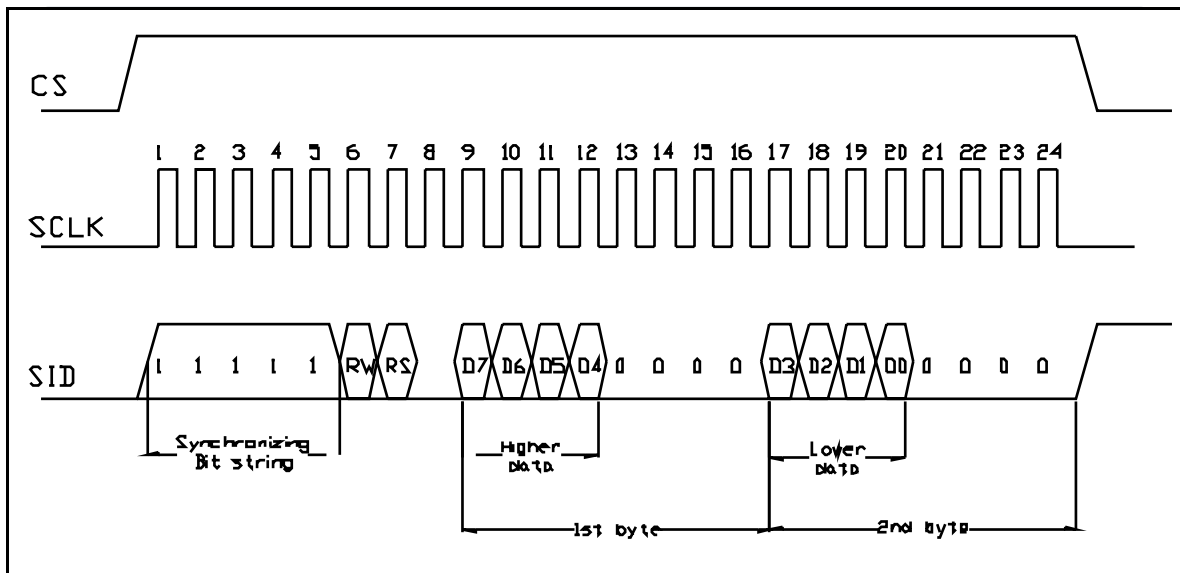 CS
1 2 3 4 5 6 7 8 9 10 11 12 13 14 15 16 17 18 19 20 21 22 23 24
SCLK
SID
1 1 1 1 1 RW RS D7 D6 D5 D4 0 0 0 0 D3 D2 D1 D0 0 0 0 0
Synchronizing
Bit string
Higher
data
Lower
data
1st byte
2nd byte